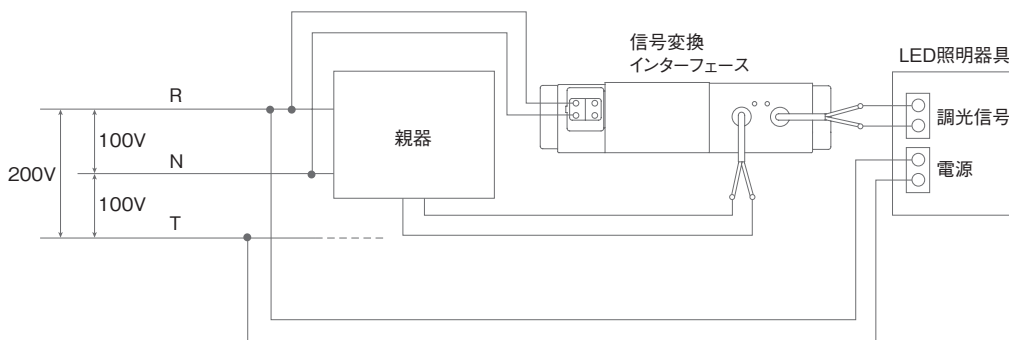 信号変換
インターフェース
LED照明器具
R
100V
親器
調光信号
200V
N
電源
100V
T